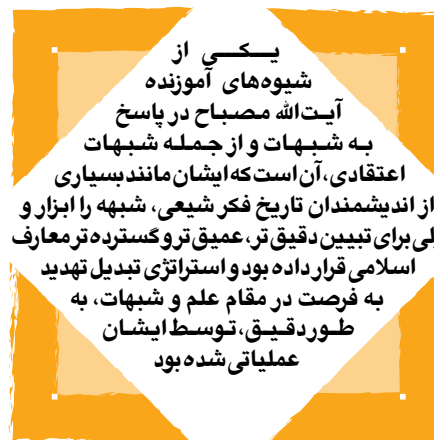 یکی از
شیوه‌های آموزنده
آیت‌الله مصباح در پاسخ
به شبهات و از جمله شبهات
اعتقادی، آن است که ایشان مانند بسیاری
از اندیشمندان تاریخ فکر شیعی، شبهه را ابزار و
برای تبیین دقیق‌تر، عمیق‌تر و گسترده‌تر معارف
اسلامی قرار داده بود و استراتژی تبدیل تهدید
به فرصت در مقام علم و شبهات، به
طور دقیق، توسط ایشان
عملیاتی شده بود